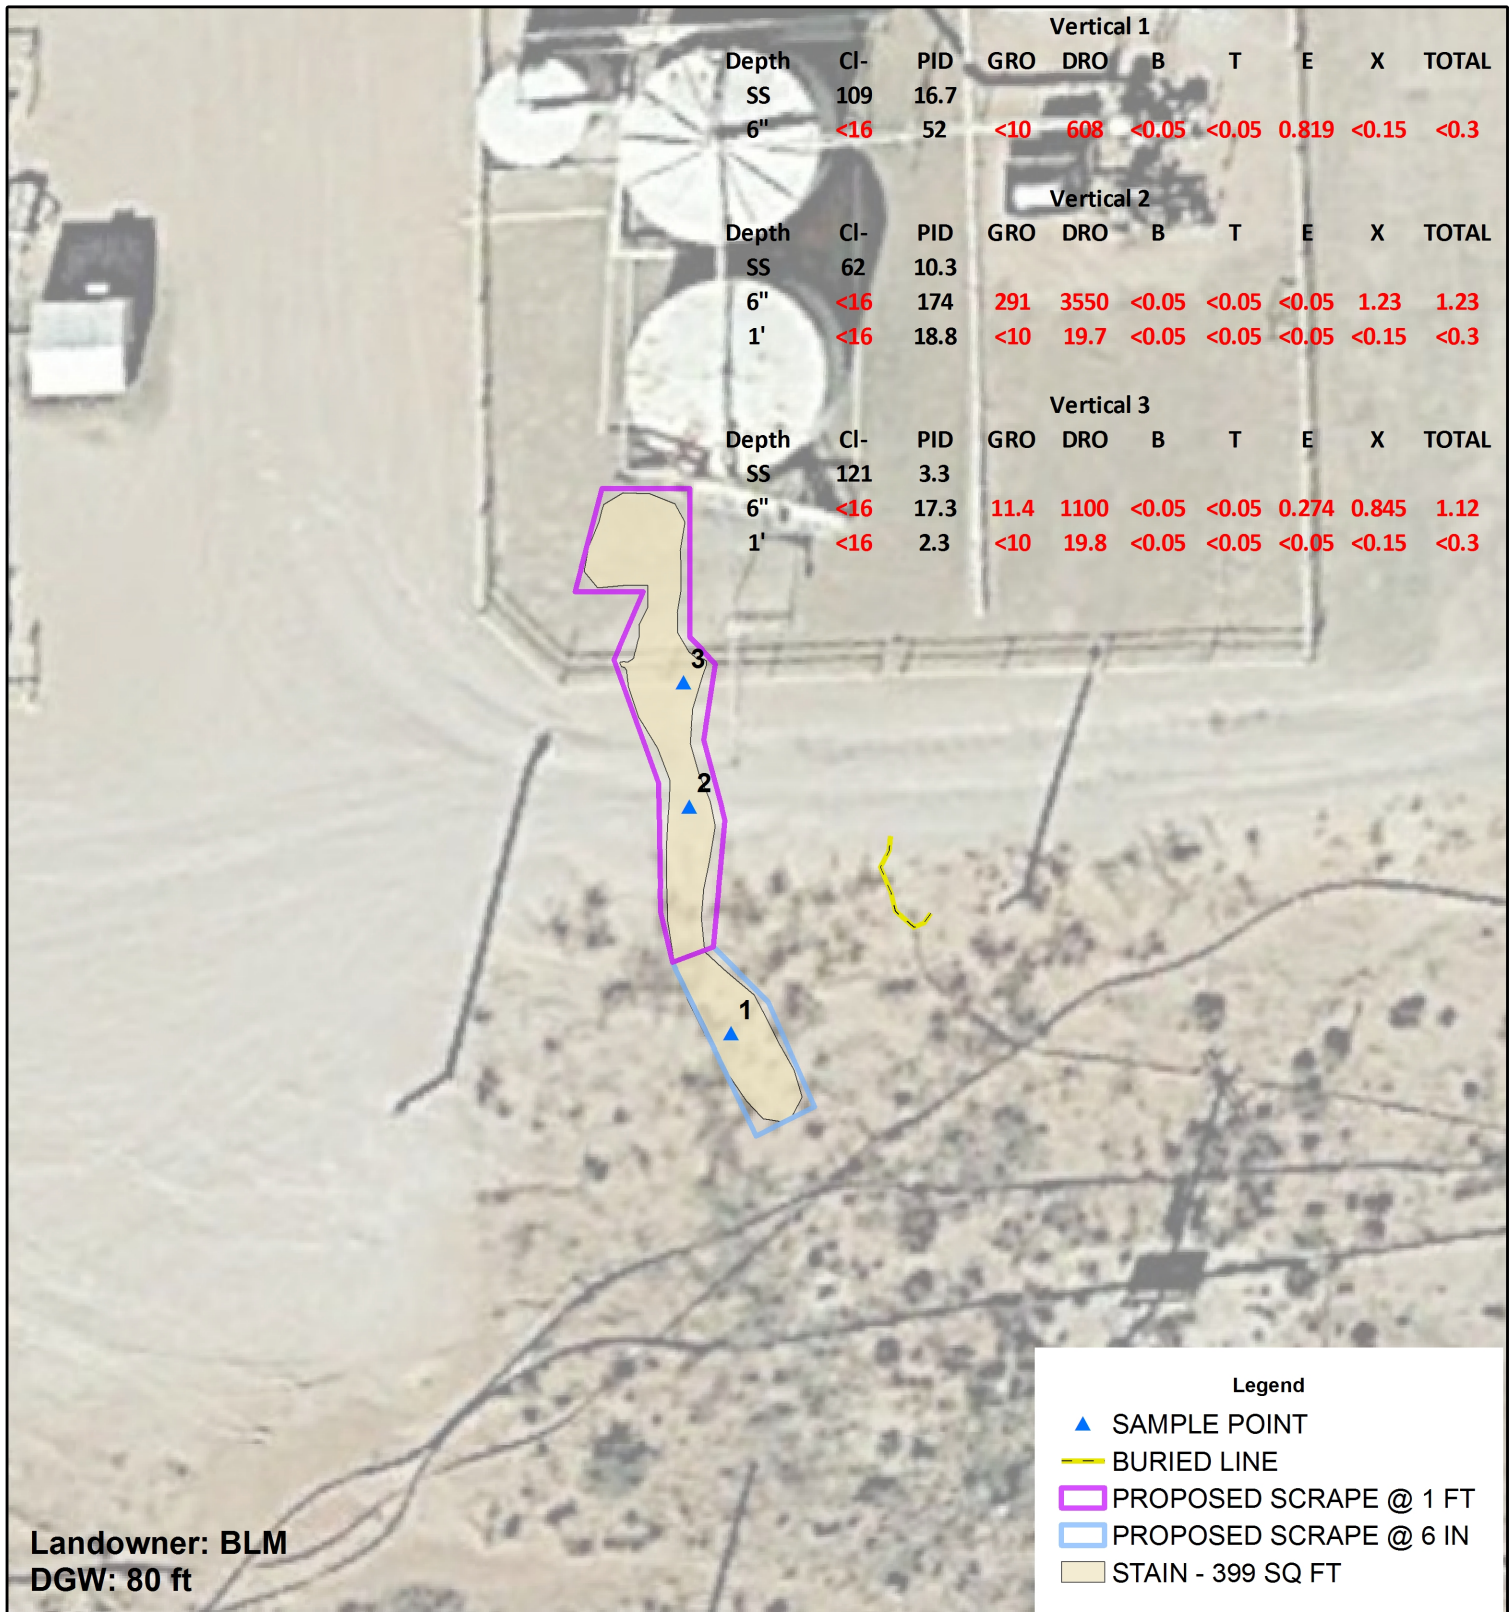 Vertical 1
Depth Cl- PID GRO DRO B T E X TOTAL
SS 109 16.7
6" <16 52 <10 608 <0.05 <0.05 0.819 <0.15 <0.3
Vertical 2
Depth Cl- PID GRO DRO B T E X TOTAL
SS 62 10.3
6" <16 174 291 3550 <0.05 <0.05 <0.05 1.23 1.23
1' <16 18.8 <10 19.7 <0.05 <0.05 <0.05 <0.15 <0.3
Vertical 3
Depth Cl- PID GRO DRO B T E X TOTAL
SS 121 3.3
6" <16 17.3 11.4 1100 <0.05 <0.05 0.274 0.845 1.12
1' <16 2.3 <10 19.8 <0.05 <0.05 <0.05 <0.15 <0.3
3
2
1
Legend
SAMPLE POINT
BURIED LINE
PROPOSED SCRAPE @ 1 FT
PROPOSED SCRAPE @ 6 IN
STAIN - 399 SQ FT
Landowner: BLM
DGW: 80 ft